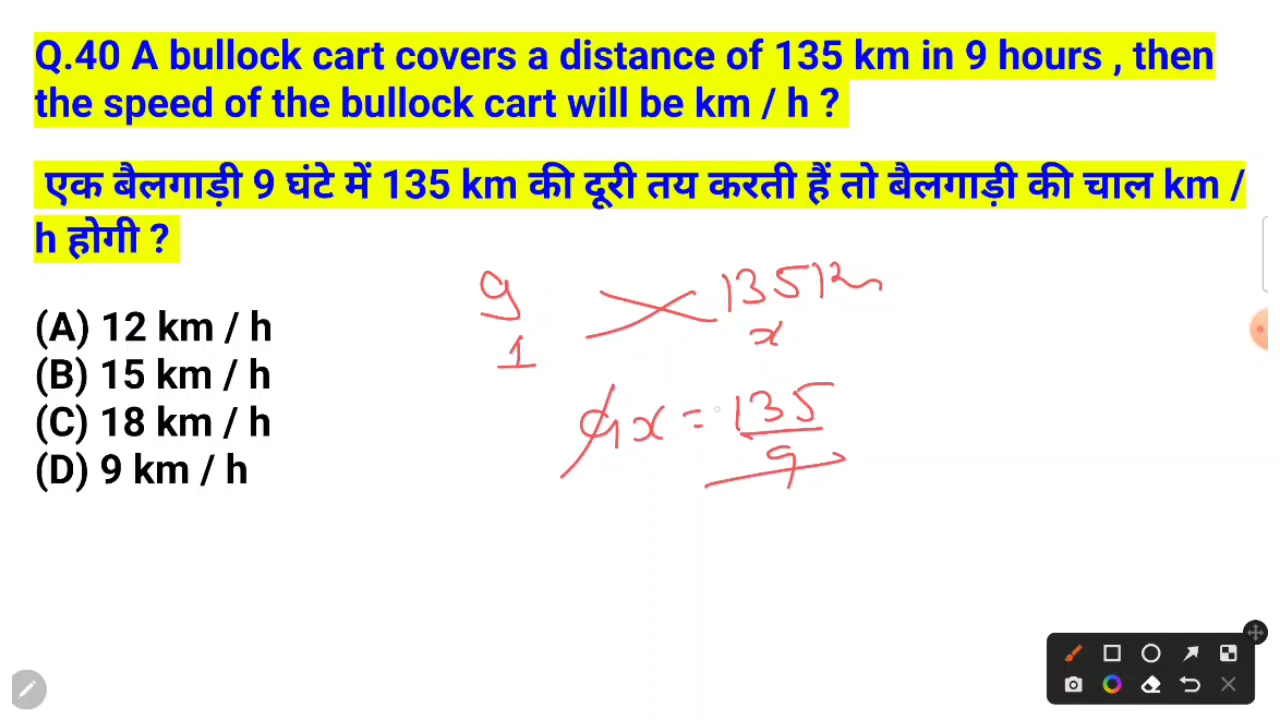 Q.40 A bullock cart covers a distance of 135 km in 9 hours , then
the speed of the bullock cart will be km / h ?
एक बैलगाड़ी 9 घंटे में 135 km की दूरी तय करती हैं तो बैलगाड़ी की चाल km /
h होगी ?
(A) 12 km / h
(B) 15 km / h
(C) 18 km / h
(D) 9 km / h
9 135
1 x
x = 135
9